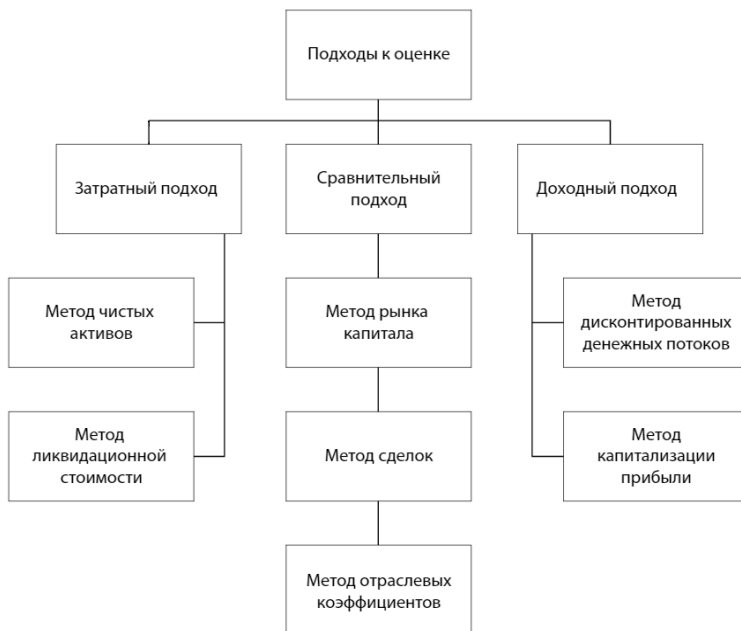 Подходы к оценке
Затратный подход
Сравнительный
подход
Доходный подход
Метод чистых
активов
Метод рынка
капитала
Метод
дисконтированных
денежных потоков
Метод
ликвидационной
стоимости
Метод сделок
Метод
капитализации
прибыли
Метод отраслевых
коэффициентов